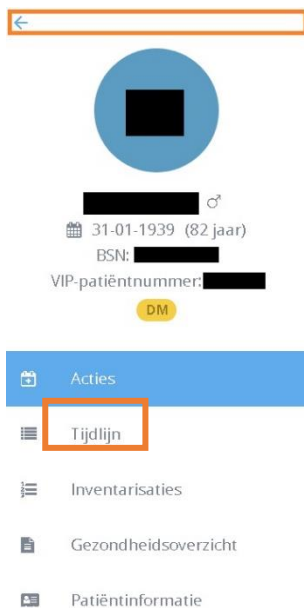 31-01-1939 (82 jaar)
BSN:
VIP-patiëntnummer:
DM
Acties
Tijdlijn
Inventarisaties
Gezondheidsoverzicht
Patiëntinformatie